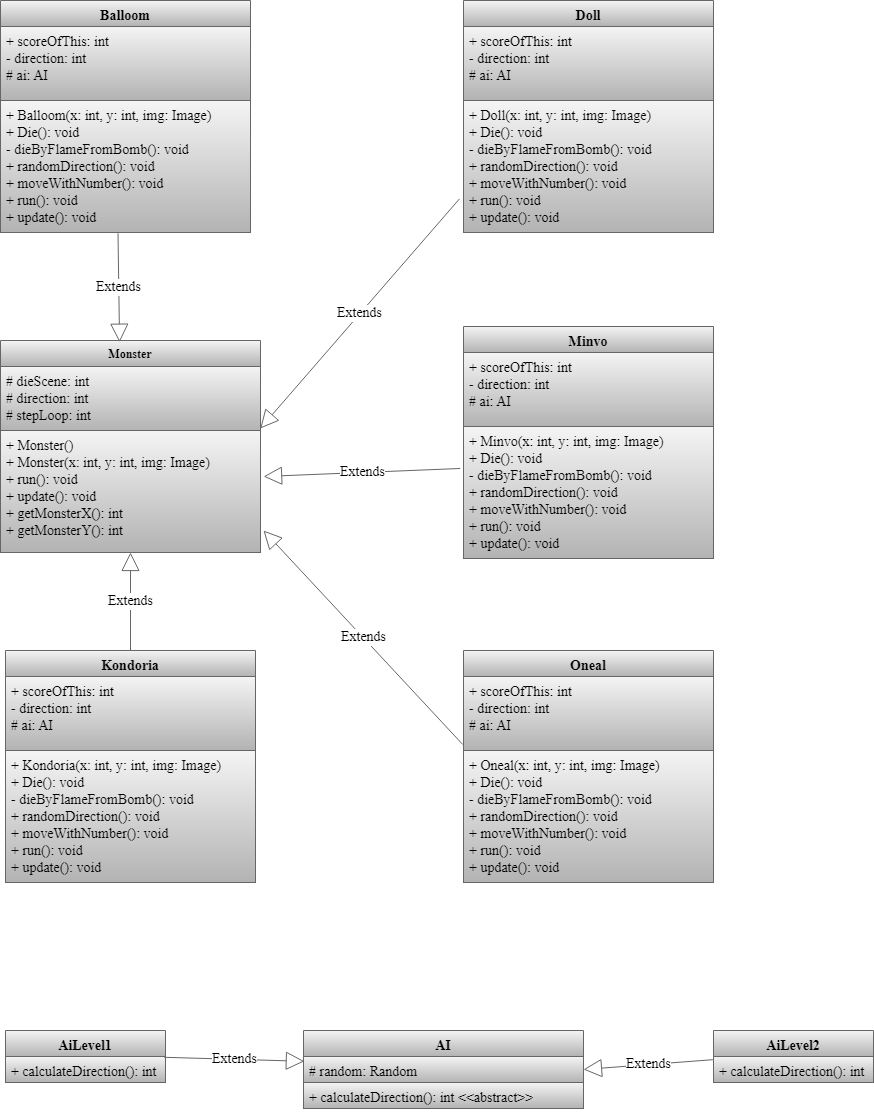 Balloom
+ scoreOfThis: int
- direction: int
# ai: AI
+ Balloom(x: int, y: int, img: Image)
+ Die(): void
- dieByFlameFromBomb(): void
+ randomDirection(): void
+ moveWithNumber(): void
+ run(): void
+ update(): void
Doll
+ scoreOfThis: int
- direction: int
# ai: AI
+ Doll(x: int, y: int, img: Image)
+ Die(): void
- dieByFlameFromBomb(): void
+ randomDirection(): void
+ moveWithNumber(): void
+ run(): void
+ update(): void
Extends
Extends
Monster
# dieScene: int
# direction: int
# stepLoop: int
+ Monster()
+ Monster(x: int, y: int, img: Image)
+ run(): void
+ update(): void
+ getMonsterX(): int
+ getMonsterY(): int
Extends
Minvo
+ scoreOfThis: int
- direction: int
# ai: AI
+ Minvo(x: int, y: int, img: Image)
+ Die(): void
- dieByFlameFromBomb(): void
+ randomDirection(): void
+ moveWithNumber(): void
+ run(): void
+ update(): void
Extends
Extends
Kondoria
+ scoreOfThis: int
- direction: int
# ai: AI
+ Kondoria(x: int, y: int, img: Image)
+ Die(): void
- dieByFlameFromBomb(): void
+ randomDirection(): void
+ moveWithNumber(): void
+ run(): void
+ update(): void
Oneal
+ scoreOfThis: int
- direction: int
# ai: AI
+ Oneal(x: int, y: int, img: Image)
+ Die(): void
- dieByFlameFromBomb(): void
+ randomDirection(): void
+ moveWithNumber(): void
+ run(): void
+ update(): void
AiLevel1
+ calculateDirection(): int
Extends
AI
# random: Random
+ calculateDirection(): int <<abstract>>
Extends
AiLevel2
+ calculateDirection(): int